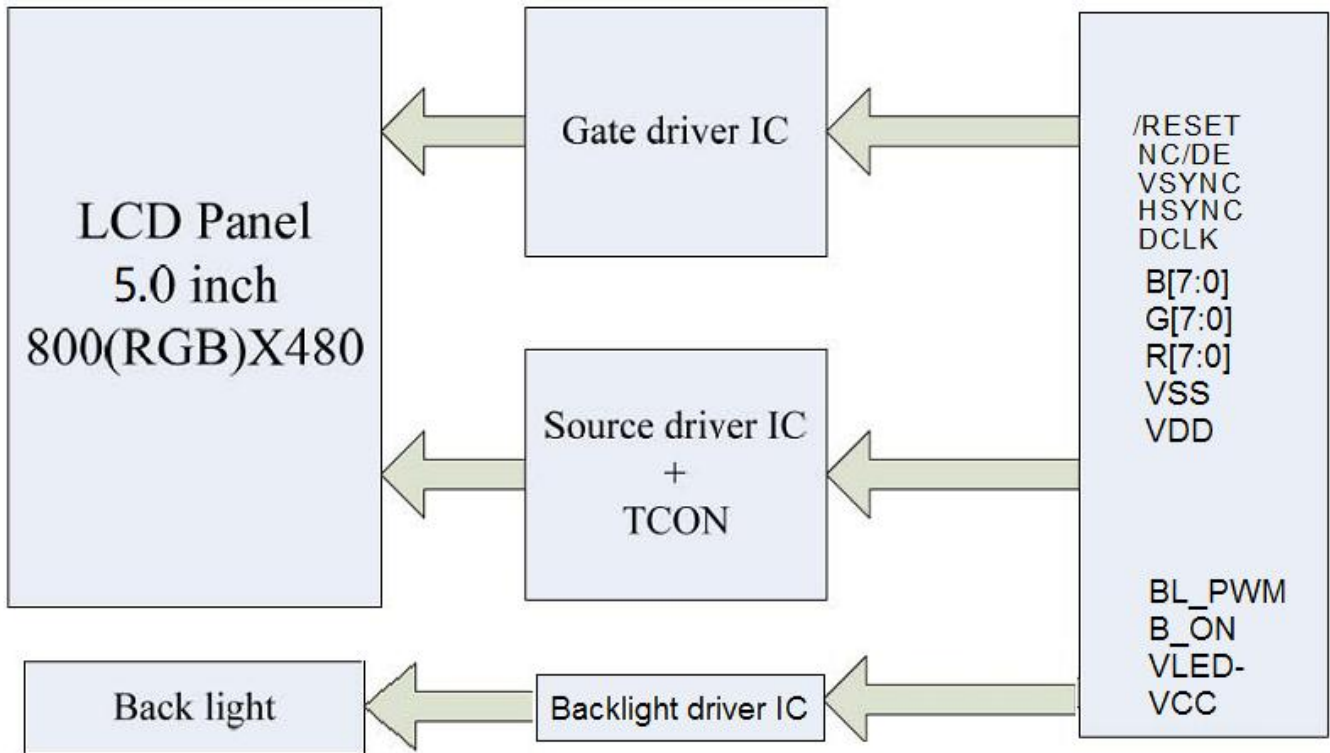 LCD Panel
5.0 inch
800(RGB)X480
Gate driver IC
Source driver IC
+
TCON
Back light
Backlight driver IC
/RESET
NC/DE
VSYNC
HSYNC
DCLK
B[7:0]
G[7:0]
R[7:0]
VSS
VDD
BL_PWM
B_ON
VLED-
VCC